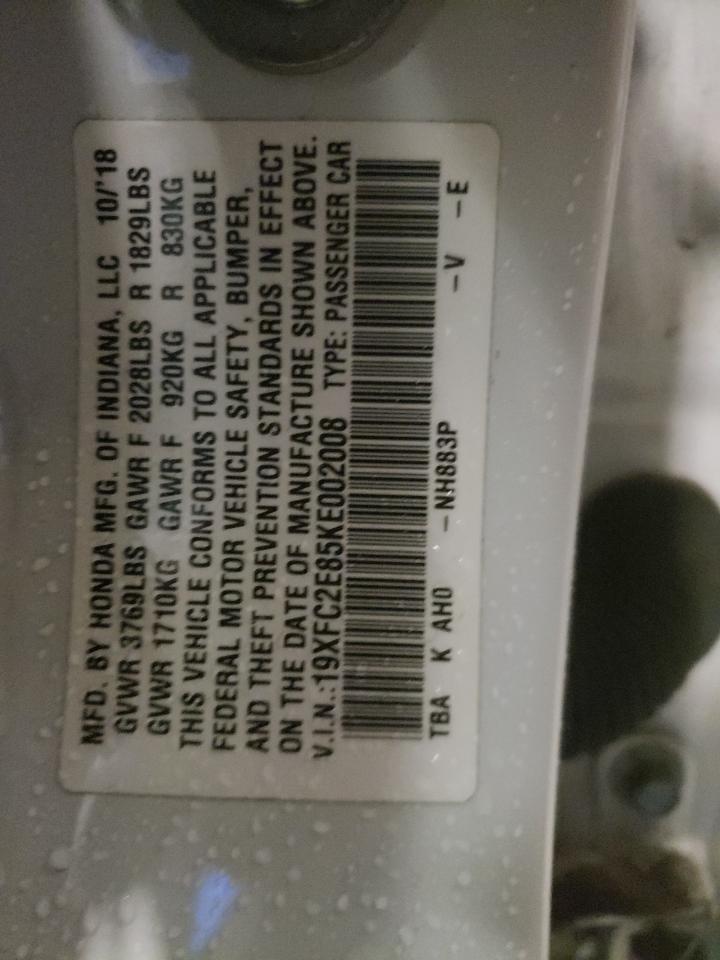 MFD. BY HONDA MFG. OF INDIANA, LLC 10/'18
GVWR 3769LBS GAWR F 2028LBS R 1829LBS
GVWR 1710KG GAWR F 920KG R 830KG
THIS VEHICLE CONFORMS TO ALL APPLICABLE
FEDERAL MOTOR VEHICLE SAFETY, BUMPER,
AND THEFT PREVENTION STANDARDS IN EFFECT
ON THE DATE OF MANUFACTURE SHOWN ABOVE.
V.I.N.:19XFC2E85KE002008 TYPE: PASSENGER CAR
TBA K AH0 -NH883P -V -E